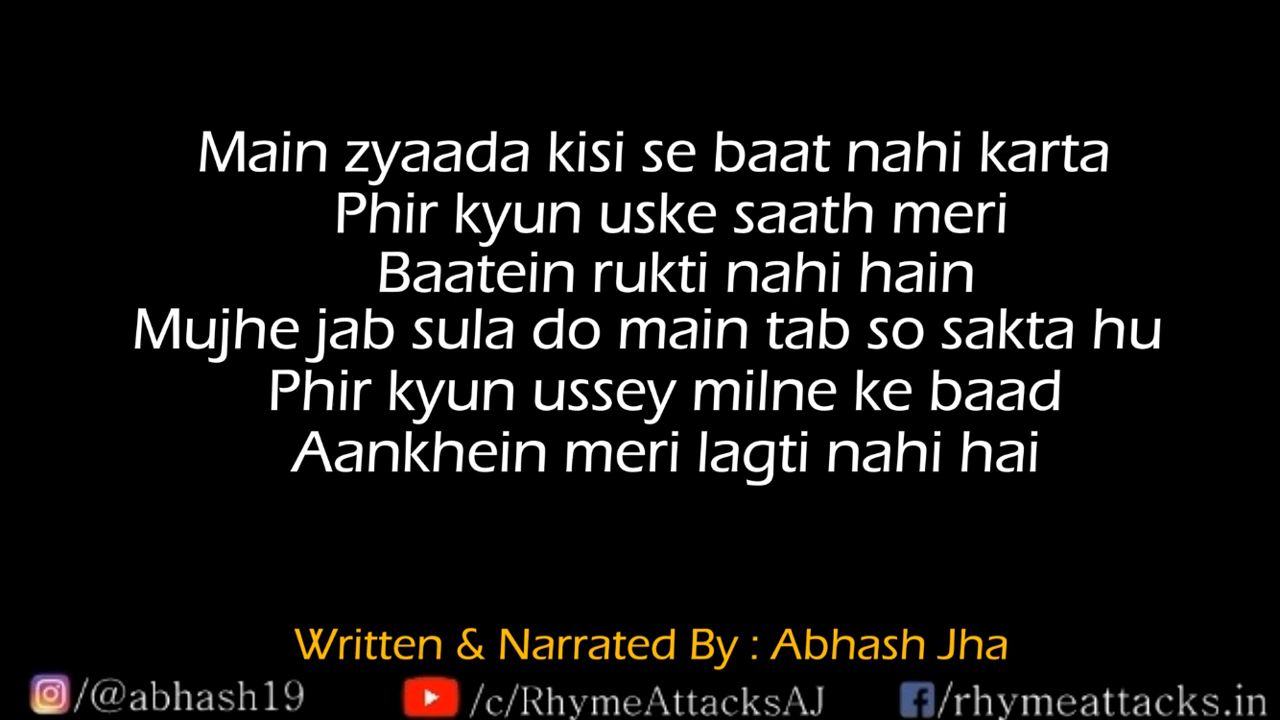 Main zyaada kisi se baat nahi karta
Phir kyun uske saath meri
Baatein rukti nahi hain
Mujhe jab sula do main tab so sakta hu
Phir kyun ussey milne ke baad
Aankhein meri lagti nahi hai
Written & Narrated By : Abhash Jha
/@abhash19 /c/RhymeAttacksAJ /rhymeattacks.in